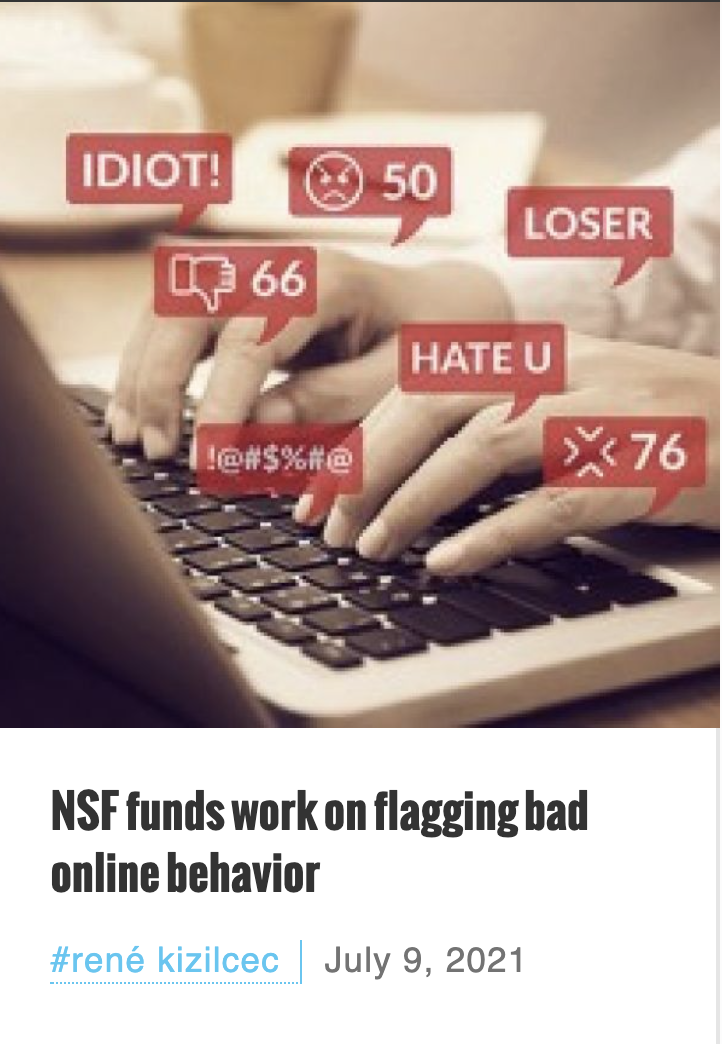 IDIOT!
50
LOSER
66
HATE U
!@#$%#@
76
NSF funds work on flagging bad
online behavior
#rené kizilcec | July 9, 2021